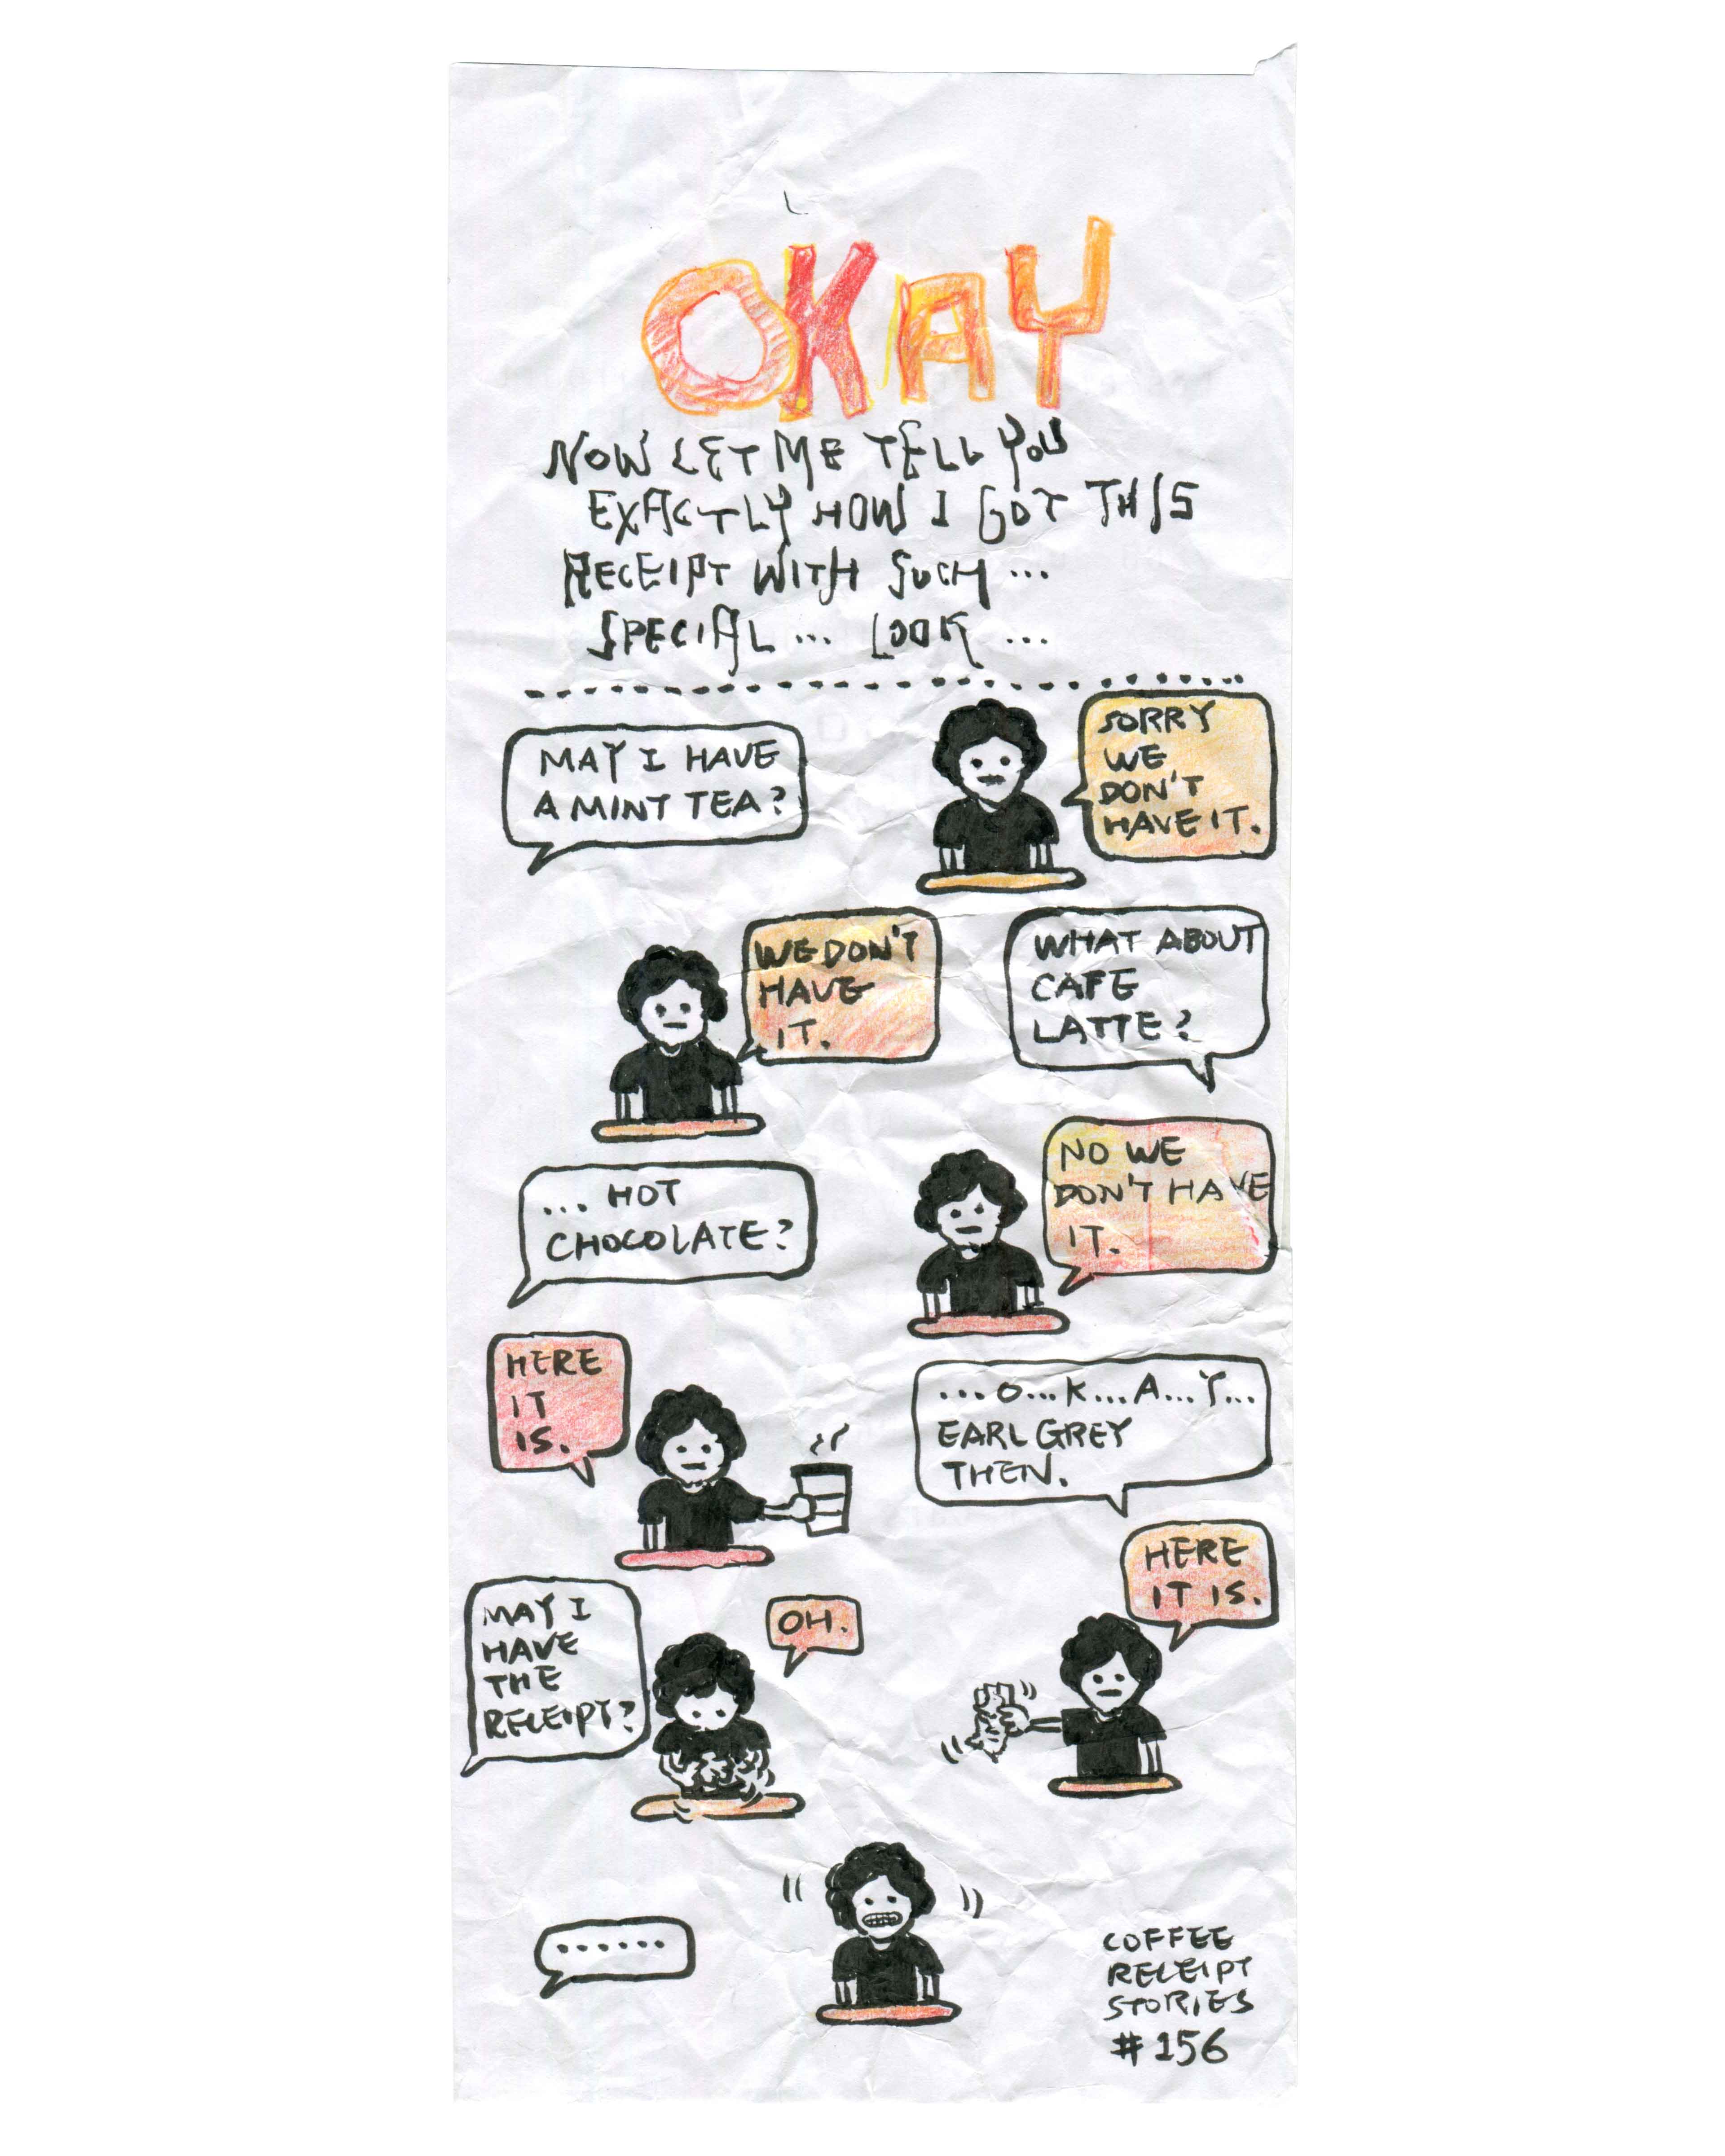 OKAY
NOW LET ME TELL YOU
EXACTLY HOW I GOT THIS
RECEIPT WITH SUCH ...
SPECIAL ... LOOK ...
MAY I HAVE
A MINT TEA?
SORRY
WE
DON'T
HAVE IT.
WHAT ABOUT
CAFE
LATTE?
WE DON'T
HAVE
IT.
... HOT
CHOCOLATE?
NO WE
DON'T HAVE
IT.
...O...K...A...Y...
EARL GREY
THEN.
HERE
IT
IS.
MAY I
HAVE
THE
RECEIPT?
OH.
HERE
IT IS.
......
COFFEE
RECEIPT
STORIES
# 156